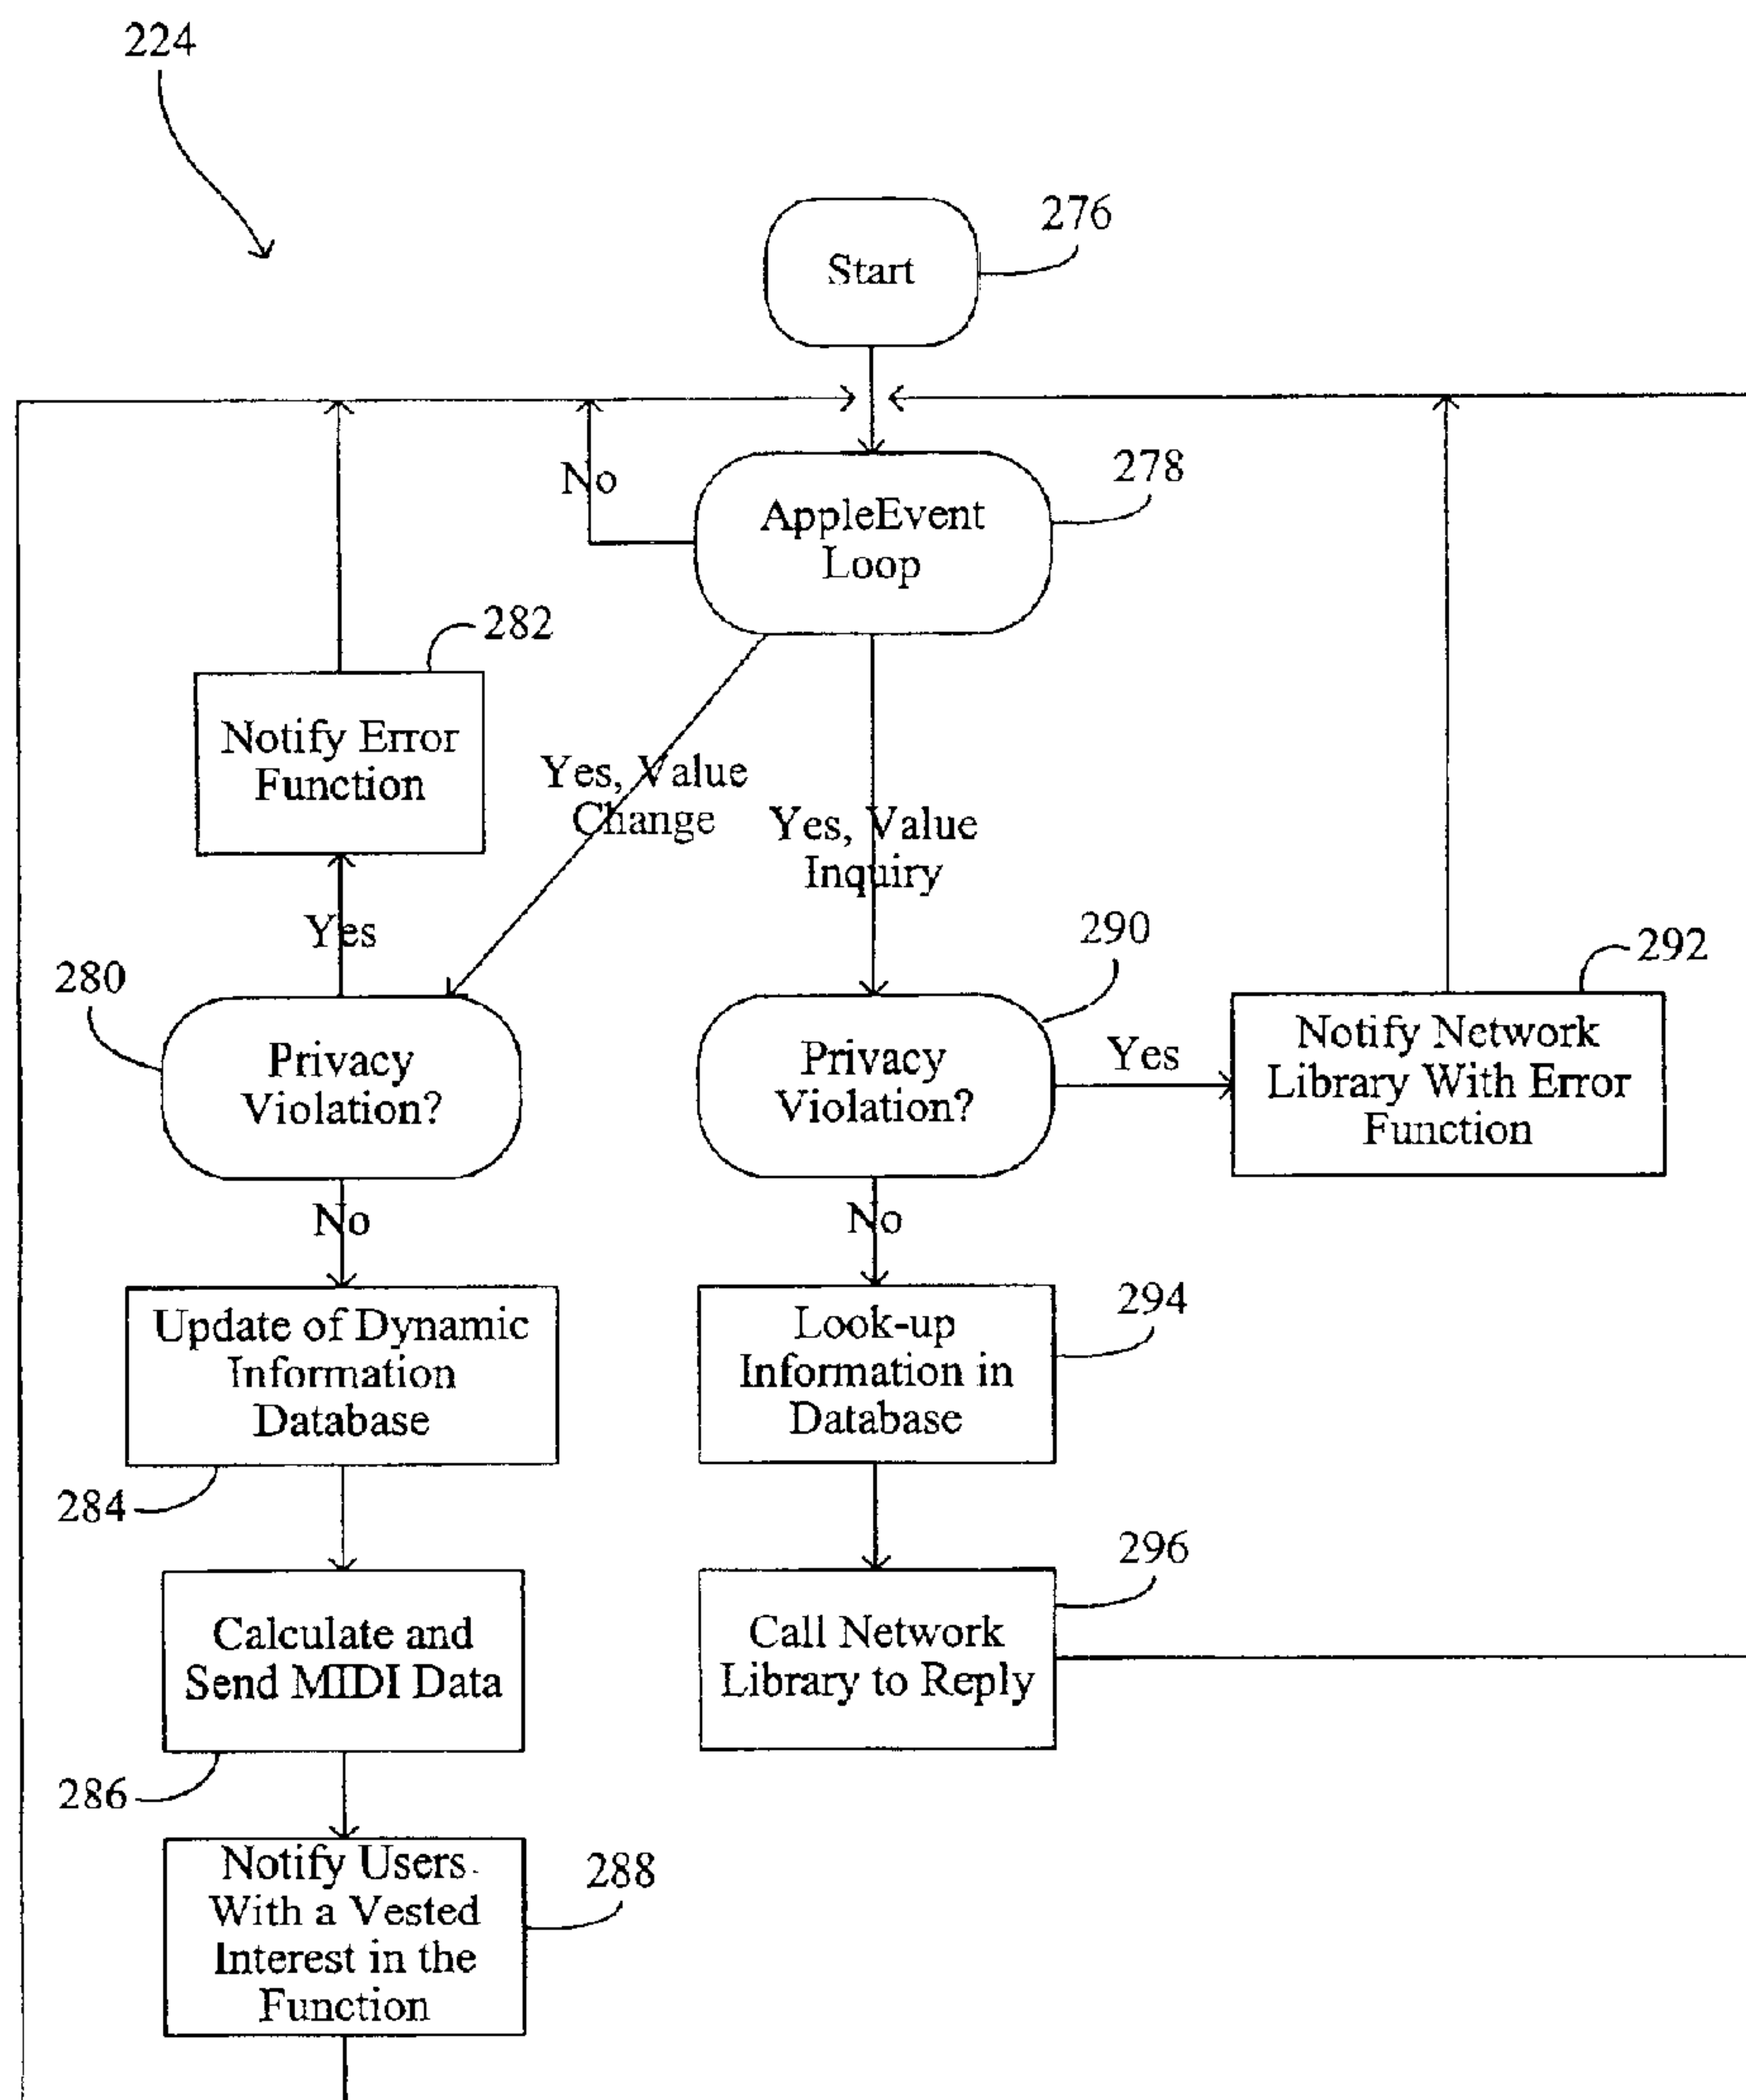 224
276
Start
278
No
AppleEvent
Loop
282
Notify Error
Function
Yes, Value
Change
Yes, Value
Inquiry
Yes
280
Privacy
Violation?
290
Privacy
Violation?
Yes
292
Notify Network
Library With Error
Function
No
No
Update of Dynamic
Information
Database
284
Look-up
Information in
Database
294
Calculate and
Send MIDI Data
286
Call Network
Library to Reply
296
Notify Users
With a Vested
Interest in the
Function
288